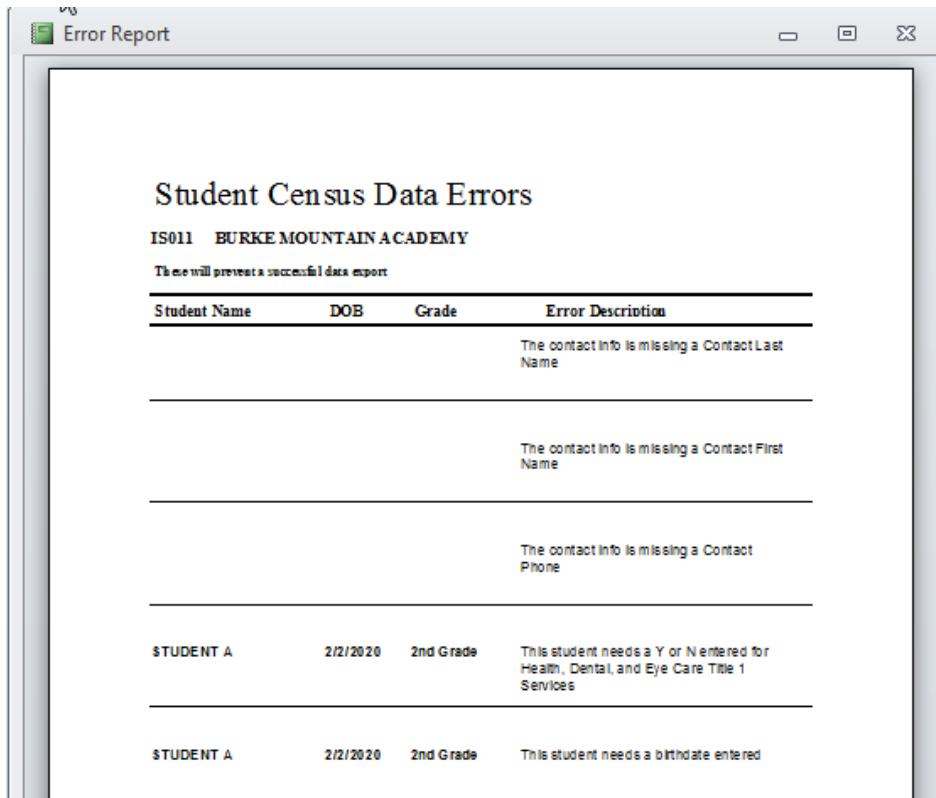 Error Report
Student Census Data Errors
IS011 BURKE MOUNTAIN ACADEMY
These will prevent a successful data export
Student Name DOB Grade Error Description
The contact info is missing a Contact Last
Name
The contact info is missing a Contact First
Name
The contact info is missing a Contact
Phone
STUDENT A 2/2/2020 2nd Grade This student needs a Y or N entered for
Health, Dental, and Eye Care Title 1
Services
STUDENT A 2/2/2020 2nd Grade This student needs a birthdate entered